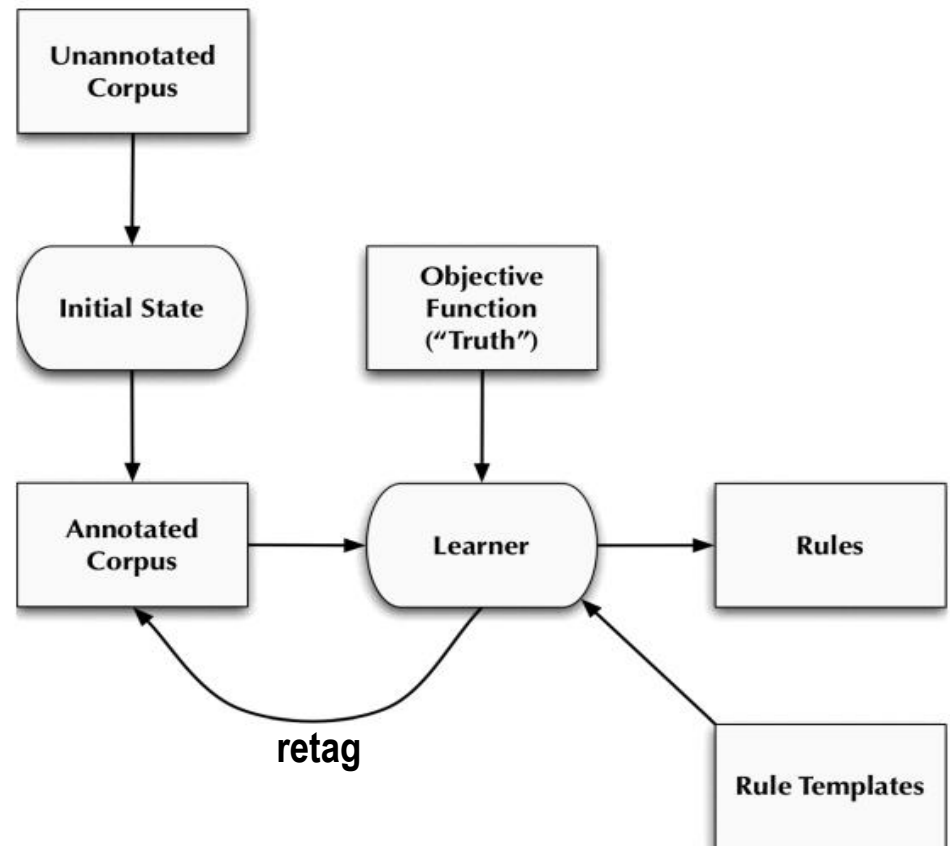 Unannotated
Corpus
Initial State
Objective
Function
(“Truth”)
Annotated
Corpus
Learner
Rules
retag
Rule Templates